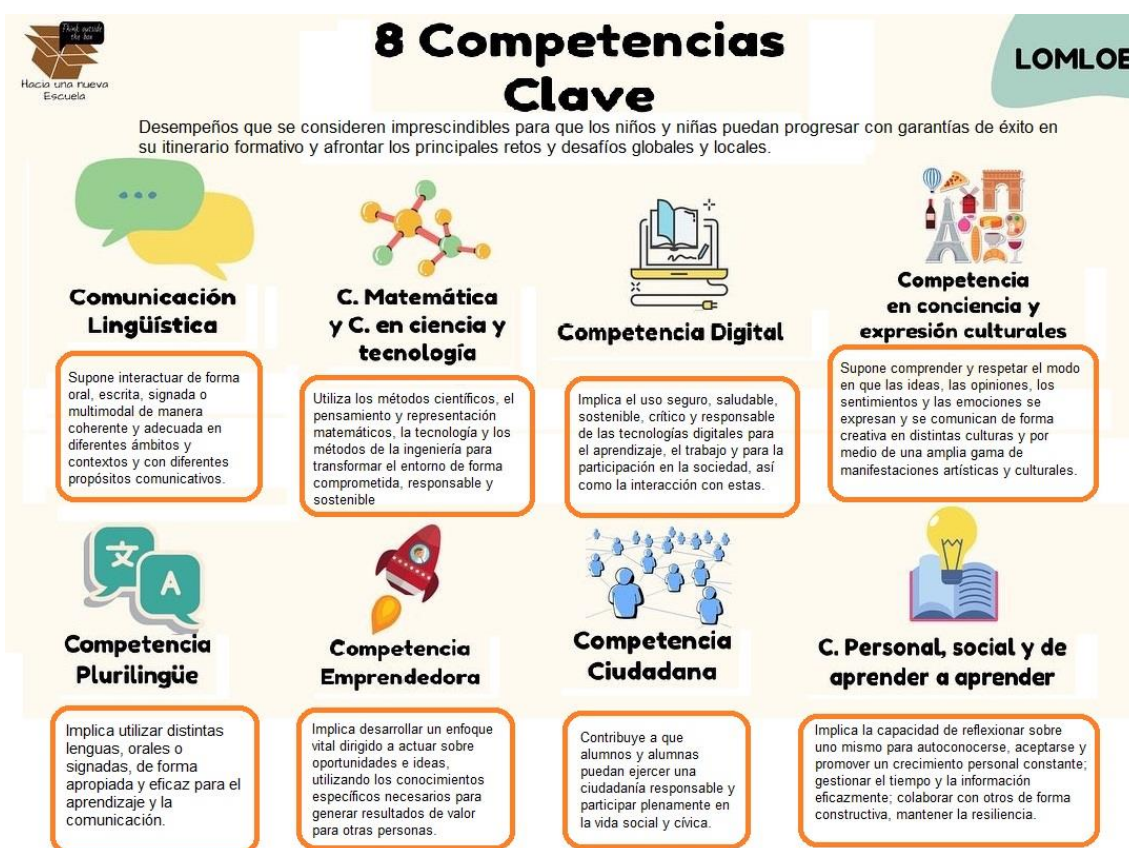 Think outside
the box
Hacia una nueva
Escuela
8 Competencias
Clave
LOMLOE
Desempeños que se consideren imprescindibles para que los niños y niñas puedan progresar con garantías de éxito en
su itinerario formativo y afrontar los principales retos y desafíos globales y locales.
Comunicación
Lingüística
Supone interactuar de forma
oral, escrita, signada o
multimodal de manera
coherente y adecuada en
diferentes ámbitos y
contextos y con diferentes
propósitos comunicativos.
C. Matemática
y C. en ciencia y
tecnología
Utiliza los métodos científicos, el
pensamiento y representación
matemáticos, la tecnología y los
métodos de la ingeniería para
transformar el entorno de forma
comprometida, responsable y
sostenible
Competencia Digital
Implica el uso seguro, saludable,
sostenible, crítico y responsable
de las tecnologías digitales para
el aprendizaje, el trabajo y para la
participación en la sociedad, así
como la interacción con estas.
Competencia
en conciencia y
expresión culturales
Supone comprender y respetar el modo
en que las ideas, las opiniones, los
sentimientos y las emociones se
expresan y se comunican de forma
creativa en distintas culturas y por
medio de una amplia gama de
manifestaciones artísticas y culturales.
文
A
Competencia
Plurilingüe
Implica utilizar distintas
lenguas, orales o
signadas, de forma
apropiada y eficaz para el
aprendizaje y la
comunicación.
Competencia
Emprendedora
Implica desarrollar un enfoque
vital dirigido a actuar sobre
oportunidades e ideas,
utilizando los conocimientos
específicos necesarios para
generar resultados de valor
para otras personas.
Competencia
Ciudadana
Contribuye a que
alumnos y alumnas
puedan ejercer una
ciudadanía responsable y
participar plenamente en
la vida social y cívica.
C. Personal, social y de
aprender a aprender
Implica la capacidad de reflexionar sobre
uno mismo para autoconocerse, aceptarse y
promover un crecimiento personal constante;
gestionar el tiempo y la información
eficazmente; colaborar con otros de forma
constructiva, mantener la resiliencia.